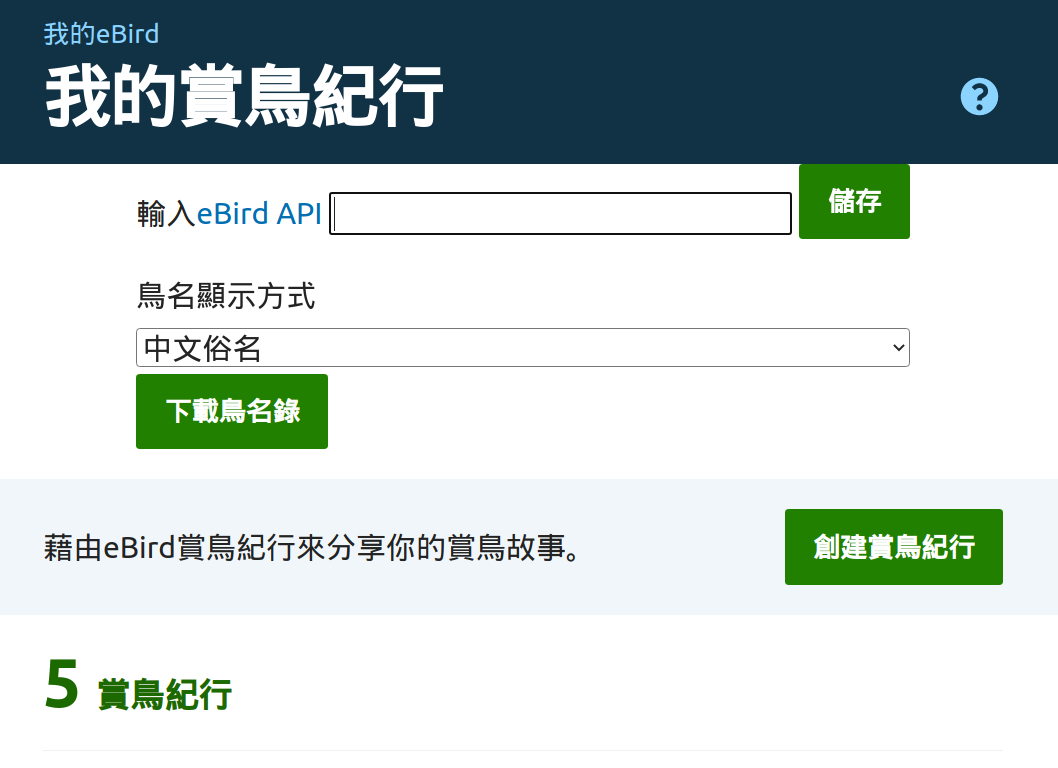 我的eBird
我的賞鳥紀行
?
輸入eBird API
儲存
鳥名顯示方式
中文俗名
下載鳥名錄
藉由eBird賞鳥紀行來分享你的賞鳥故事。
創建賞鳥紀行
5 賞鳥紀行